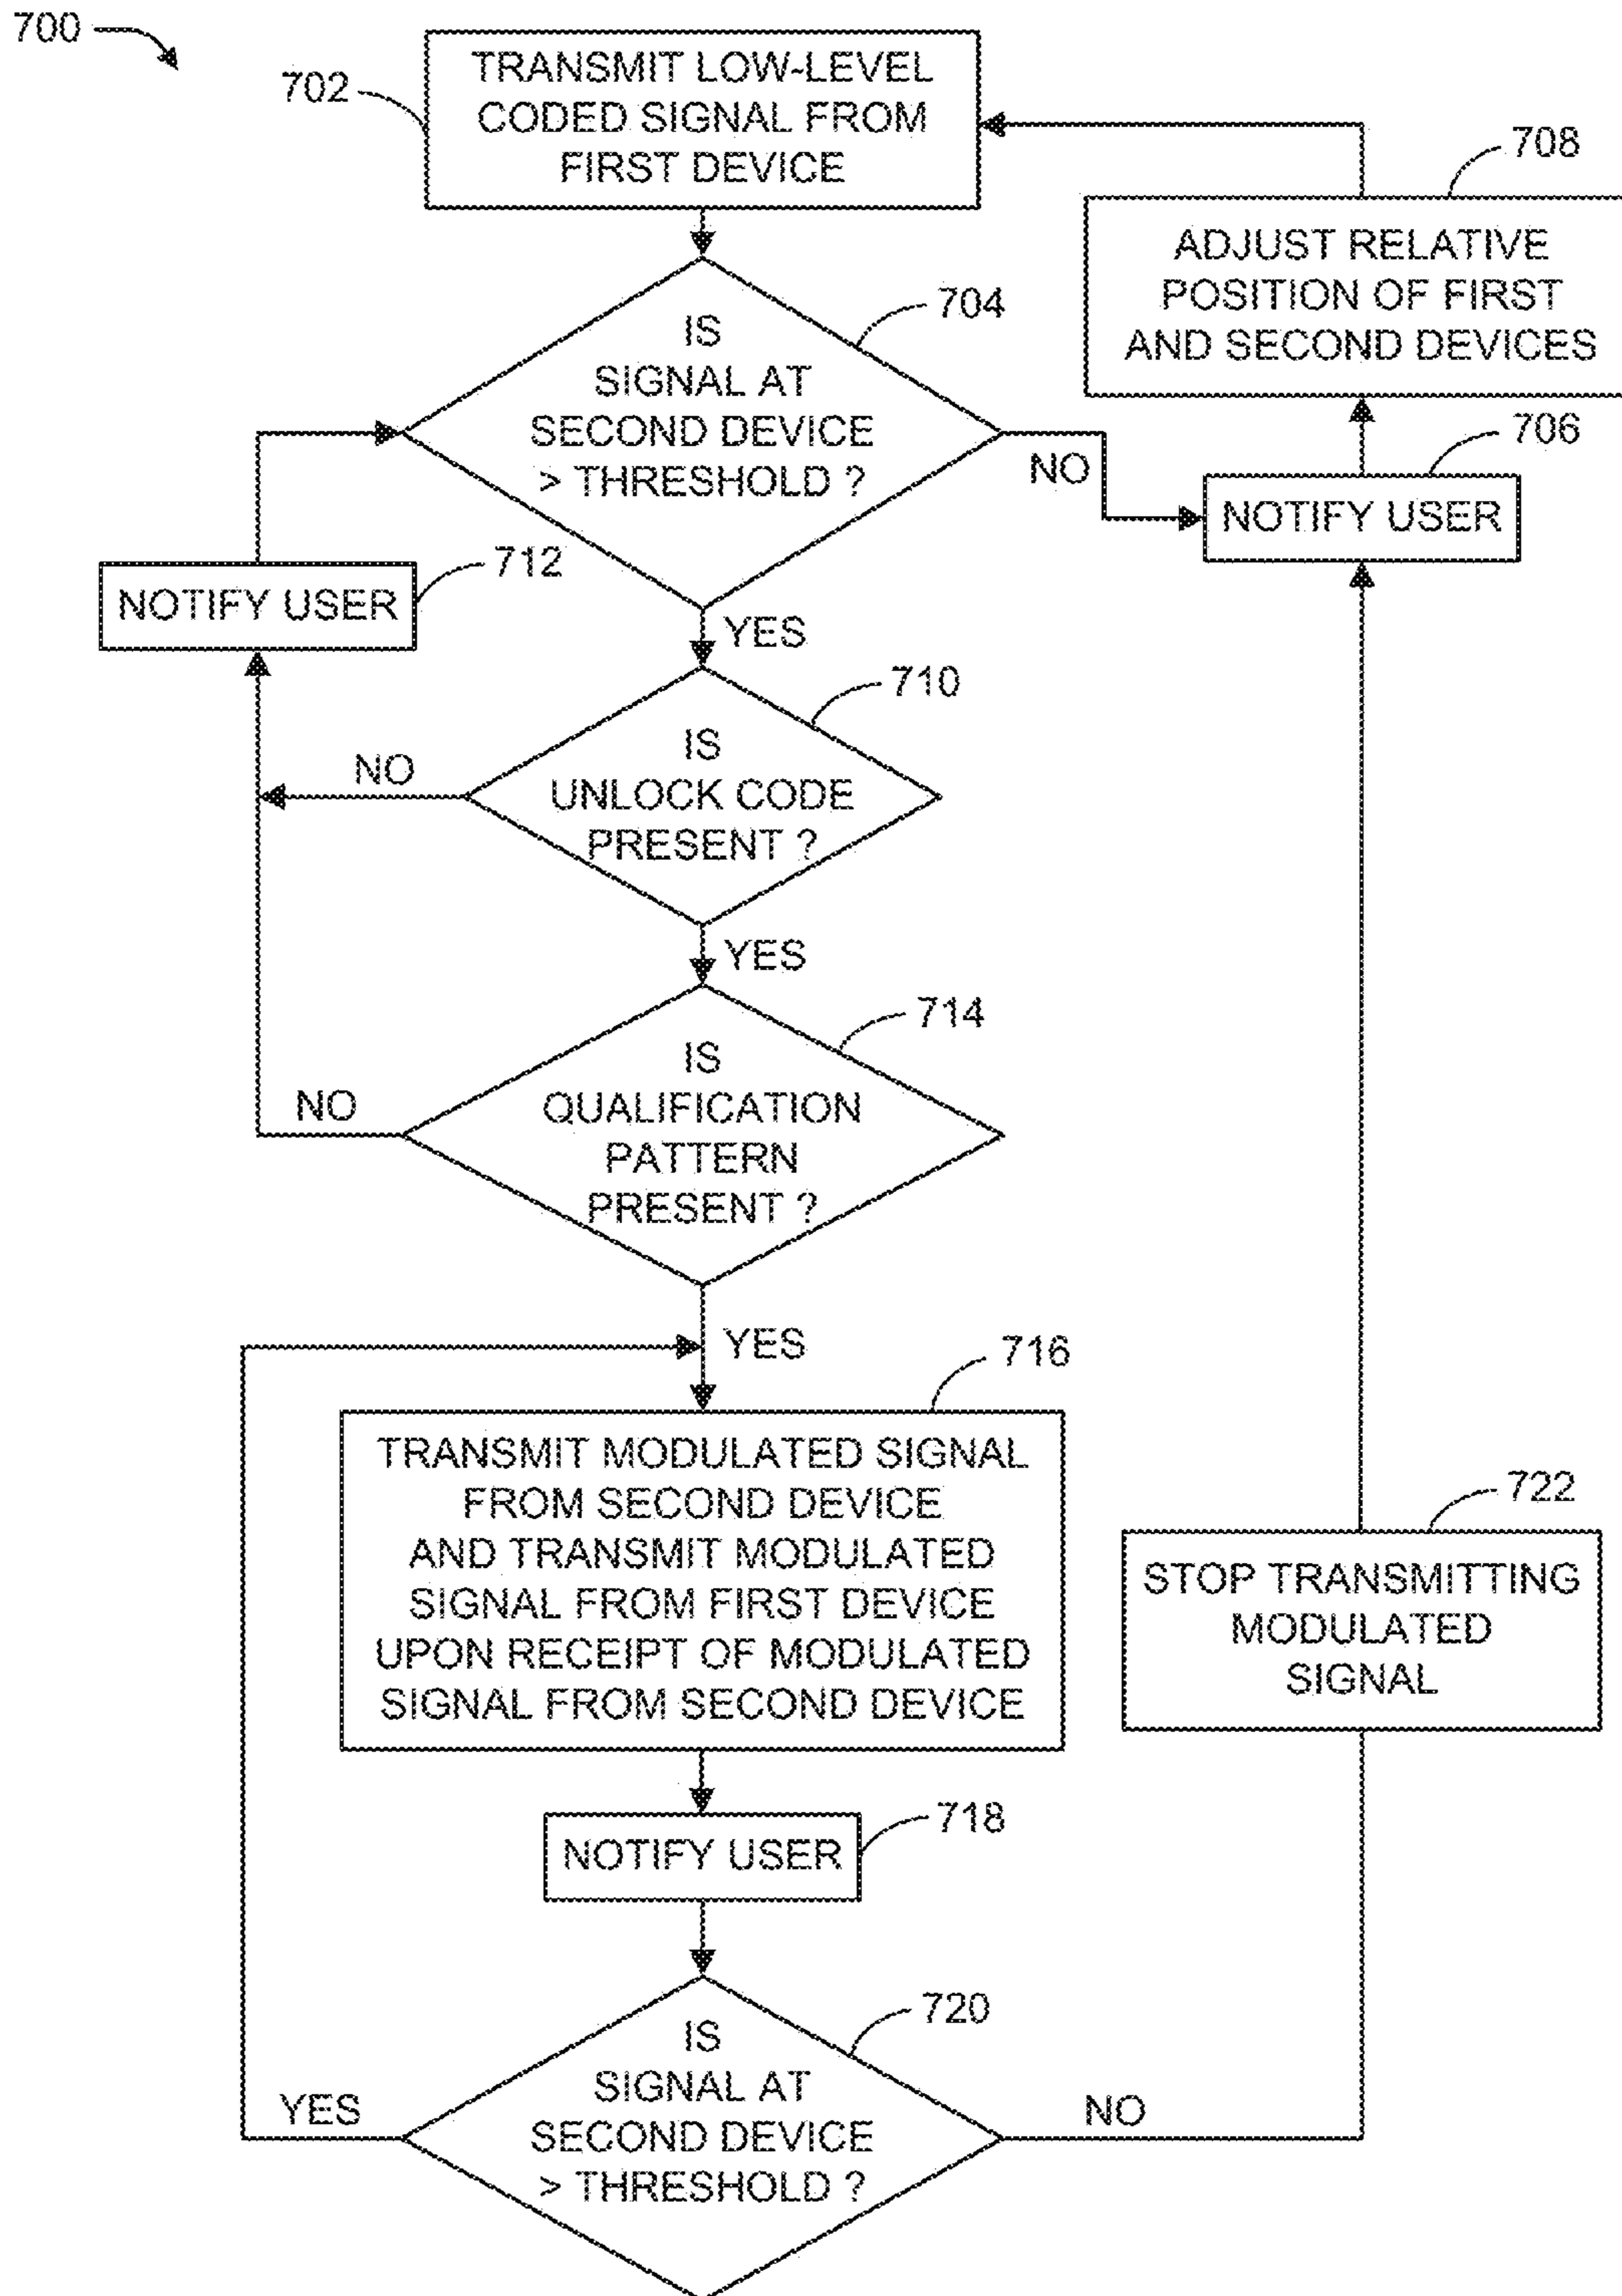 700
702
TRANSMIT LOW-LEVEL
CODED SIGNAL FROM
FIRST DEVICE
708
ADJUST RELATIVE
POSITION OF FIRST
AND SECOND DEVICES
704
IS
SIGNAL AT
SECOND DEVICE
> THRESHOLD ?
NO
706
NOTIFY USER
712
NOTIFY USER
YES
710
IS
UNLOCK CODE
PRESENT ?
NO
YES
714
IS
QUALIFICATION
PATTERN
PRESENT ?
NO
YES
716
TRANSMIT MODULATED SIGNAL
FROM SECOND DEVICE
AND TRANSMIT MODULATED
SIGNAL FROM FIRST DEVICE
UPON RECEIPT OF MODULATED
SIGNAL FROM SECOND DEVICE
722
STOP TRANSMITTING
MODULATED
SIGNAL
718
NOTIFY USER
720
IS
SIGNAL AT
SECOND DEVICE
> THRESHOLD ?
YES
NO